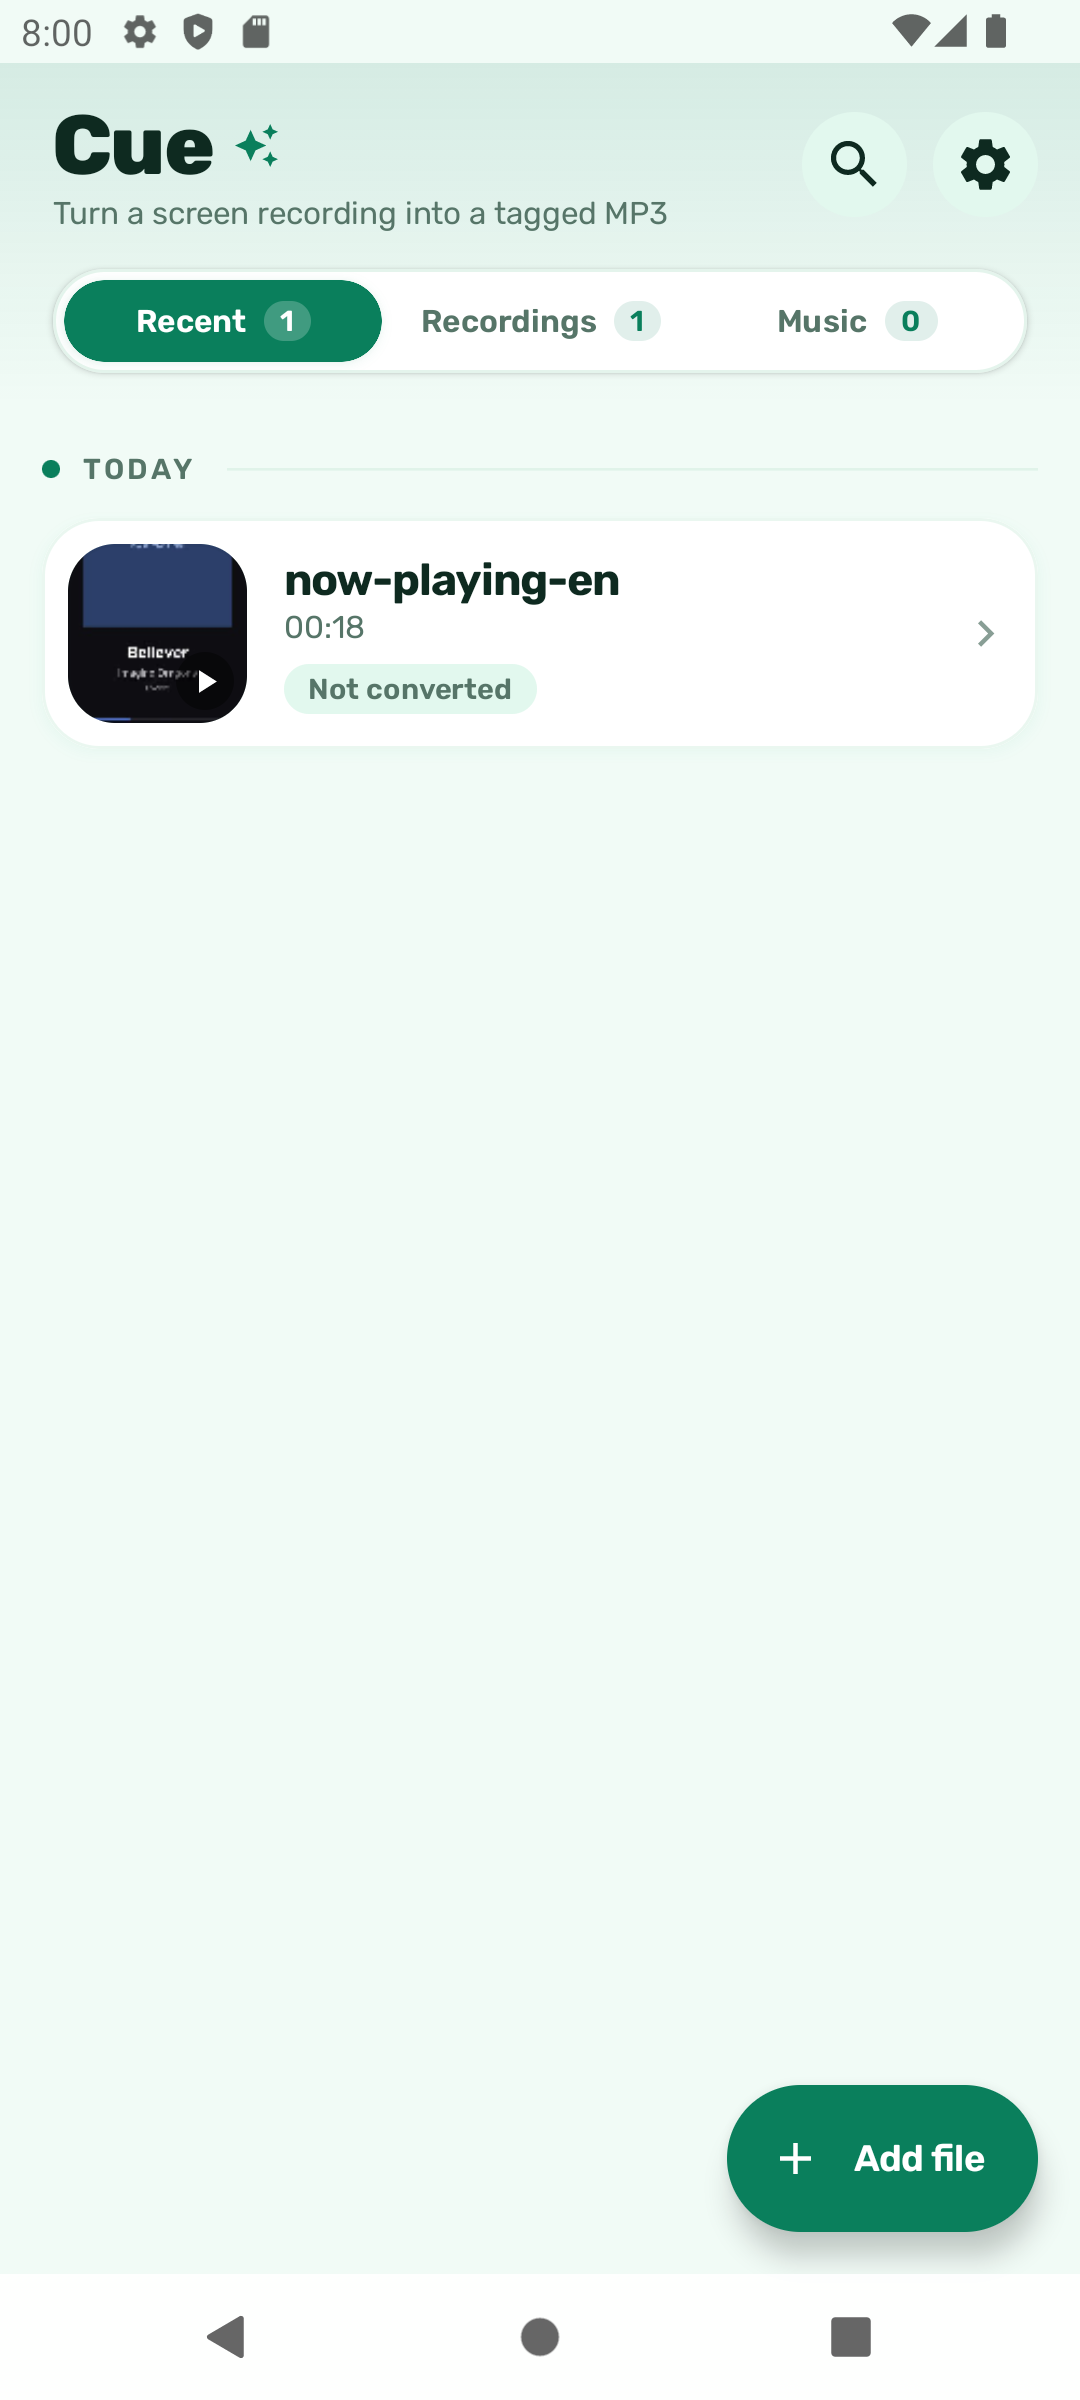 8:00
Cue
Turn a screen recording into a tagged MP3
Recent 1
Recordings 1
Music 0
TODAY
Believer
now-playing-en
00:18
Not converted
Add file